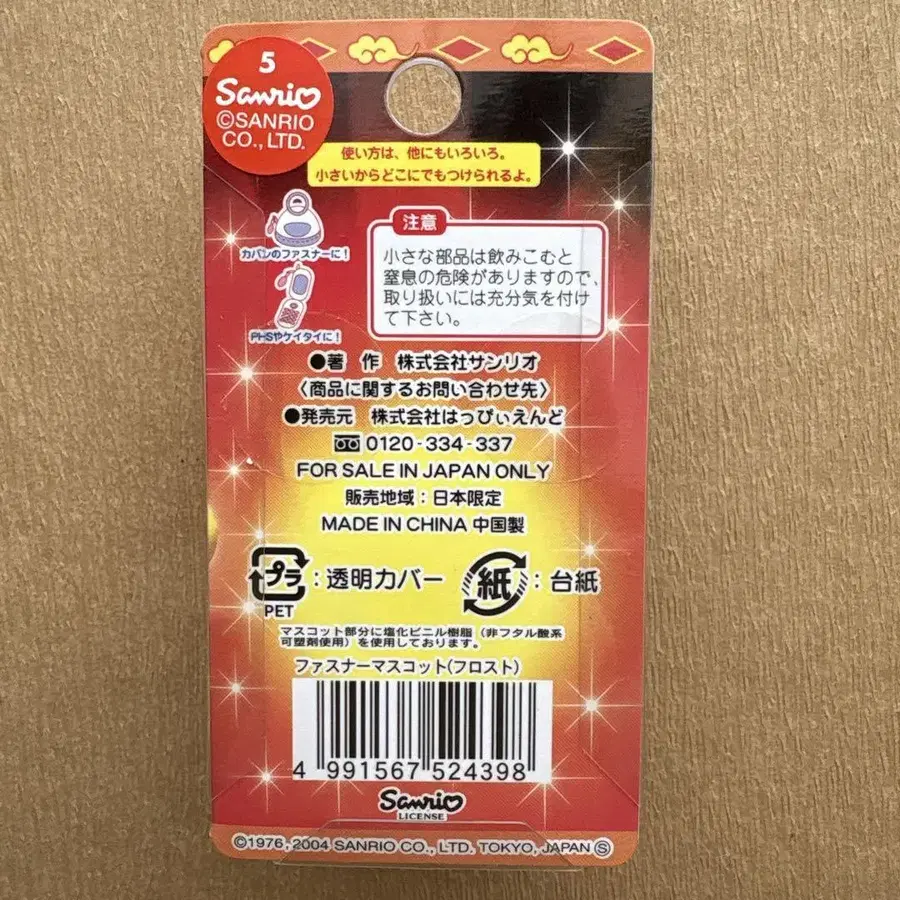 5
Sanrio
©SANRIO
CO., LTD.
使い方は、他にもいろいろ。
小さいからどこにでもつけられるよ。
カバンのファスナーに!
PHSやケイタイに!
注意
小さな部品は飲みこむと
窒息の危険がありますので、
取り扱いには充分気を付け
て下さい。
●著 作 株式会社サンリオ
〈商品に関するお問い合わせ先〉
●発売元 株式会社はっぴぃえんど
0120-334-337
FOR SALE IN JAPAN ONLY
販売地域:日本限定
MADE IN CHINA 中国製
プラ:透明カバー
PET
紙:台紙
マスコット部分に塩化ビニル樹脂(非フタル酸系
可塑剤使用)を使用しております。
ファスナーマスコット(フロスト)
4 991567 524398
Sanrio
LICENSE
©1976, 2004 SANRIO CO., LTD. TOKYO, JAPAN Ⓢ